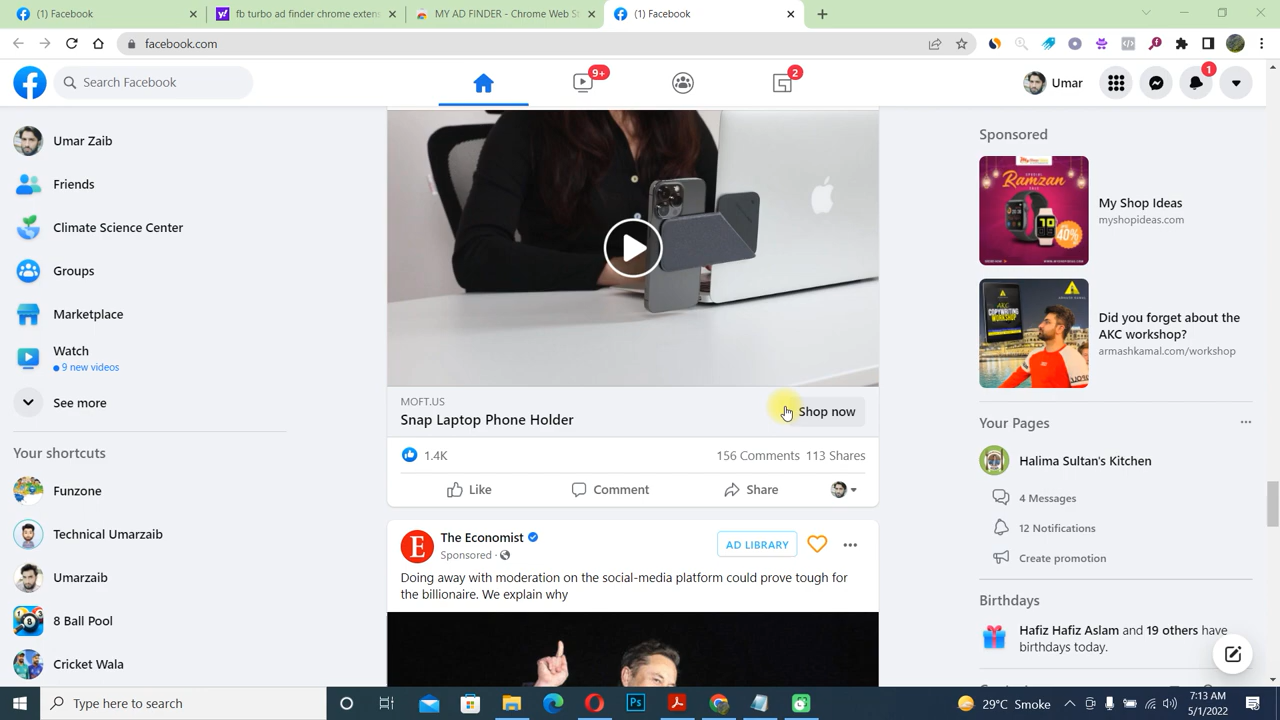 (1) Facebook
fb turbo ad finder chrome exten
MY AD FINDER - Chrome Web St
(1) Facebook
facebook.com
Search Facebook
9+
2
Umar
1
Umar Zaib
Friends
Climate Science Center
Groups
Marketplace
Watch
9 new videos
See more
Your shortcuts
Funzone
Technical Umarzaib
Umarzaib
8 Ball Pool
Cricket Wala
MOFT.US
Snap Laptop Phone Holder
Shop now
1.4K
156 Comments 113 Shares
Like
Comment
Share
The Economist
Sponsored ·
AD LIBRARY
Doing away with moderation on the social-media platform could prove tough for
the billionaire. We explain why
Sponsored
Ramzan
40%
My Shop Ideas
myshopideas.com
AKC
COPYWRITING
WORKSHOP
Did you forget about the
AKC workshop?
armashkamal.com/workshop
Your Pages
Halima Sultan's Kitchen
4 Messages
12 Notifications
Create promotion
Birthdays
Hafiz Hafiz Aslam and 19 others have
birthdays today.
Type here to search
Ps
29°C Smoke
7:13 AM
5/1/2022